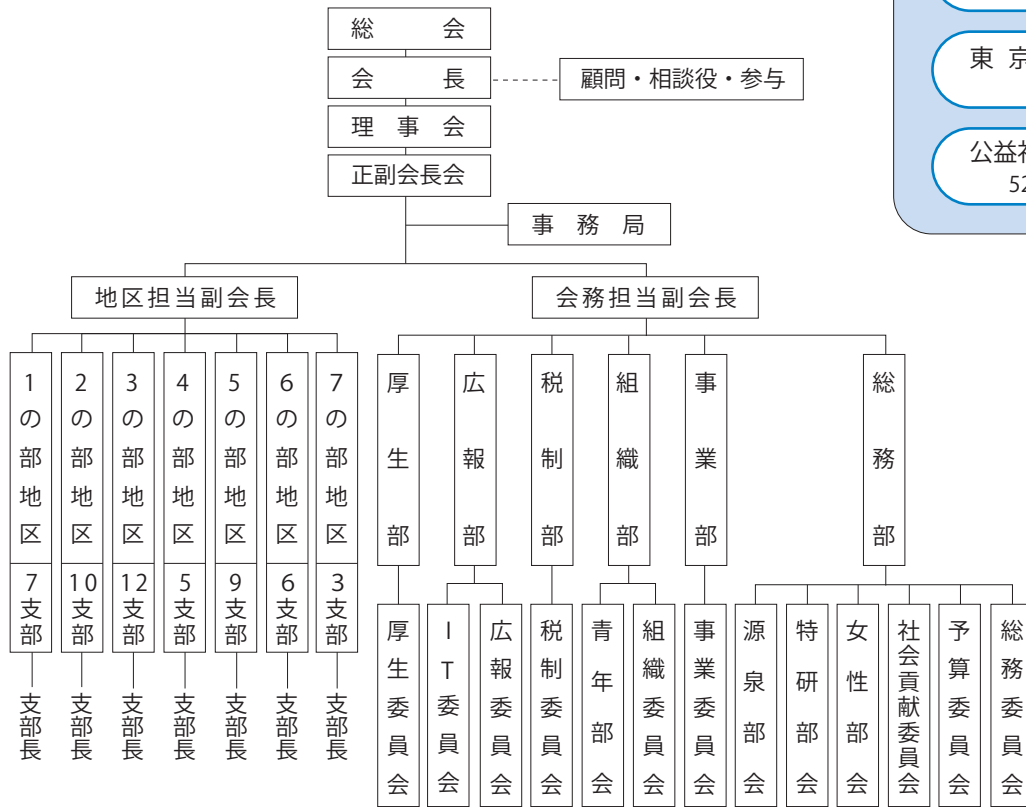 総会
会長
顧問・相談役・参与
理事会
正副会長会
事務局
東京
52
地区担当副会長
会務担当副会長
1の部地区
2の部地区
3の部地区
4の部地区
5の部地区
6の部地区
7の部地区
7支部
10支部
12支部
5支部
9支部
6支部
3支部
支部長
支部長
支部長
支部長
支部長
支部長
支部長
厚生部
広報部
税制部
組織部
事業部
総務部
厚生委員会
IT委員会
広報委員会
税制委員会
青年部会
組織委員会
事業委員会
源泉部会
特研部会
女性部会
社会貢献委員会
予算委員会
総務委員会